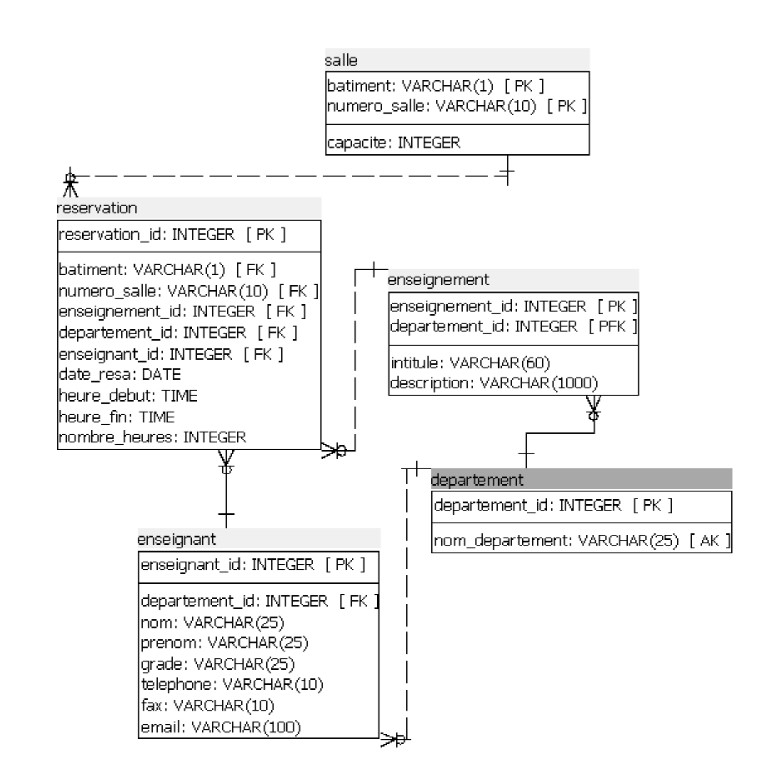 salle
batiment: VARCHAR(1) [ PK ]
numero_salle: VARCHAR(10) [ PK ]
capacite: INTEGER
reservation
reservation_id: INTEGER [ PK ]
batiment: VARCHAR(1) [ FK ]
numero_salle: VARCHAR(10) [ FK ]
enseignement_id: INTEGER [ FK ]
departement_id: INTEGER [ FK ]
enseignant_id: INTEGER [ FK ]
date_resa: DATE
heure_debut: TIME
heure_fin: TIME
nombre_heures: INTEGER
enseignement
enseignement_id: INTEGER [ PK ]
departement_id: INTEGER [ PFK ]
intitule: VARCHAR(60)
description: VARCHAR(1000)
departement
departement_id: INTEGER [ PK ]
nom_departement: VARCHAR(25) [ AK ]
enseignant
enseignant_id: INTEGER [ PK ]
departement_id: INTEGER [ FK ]
nom: VARCHAR(25)
prenom: VARCHAR(25)
grade: VARCHAR(25)
telephone: VARCHAR(10)
fax: VARCHAR(10)
email: VARCHAR(100)